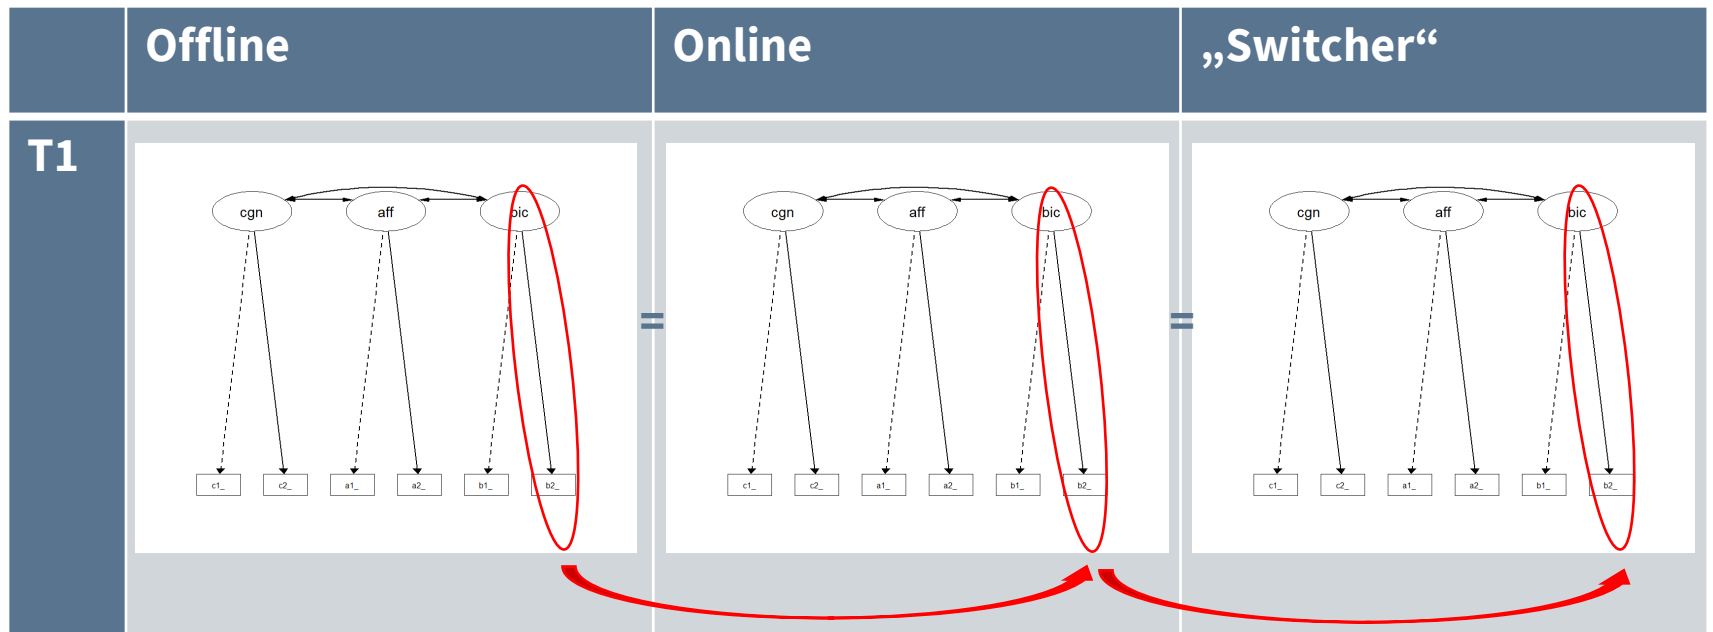 Offline Online „Switcher“
T1
cgn aff bic cgn aff bic cgn aff bic
= =
c1_ c2_ a1_ a2_ b1_ b2_ c1_ c2_ a1_ a2_ b1_ b2_ c1_ c2_ a1_ a2_ b1_ b2_